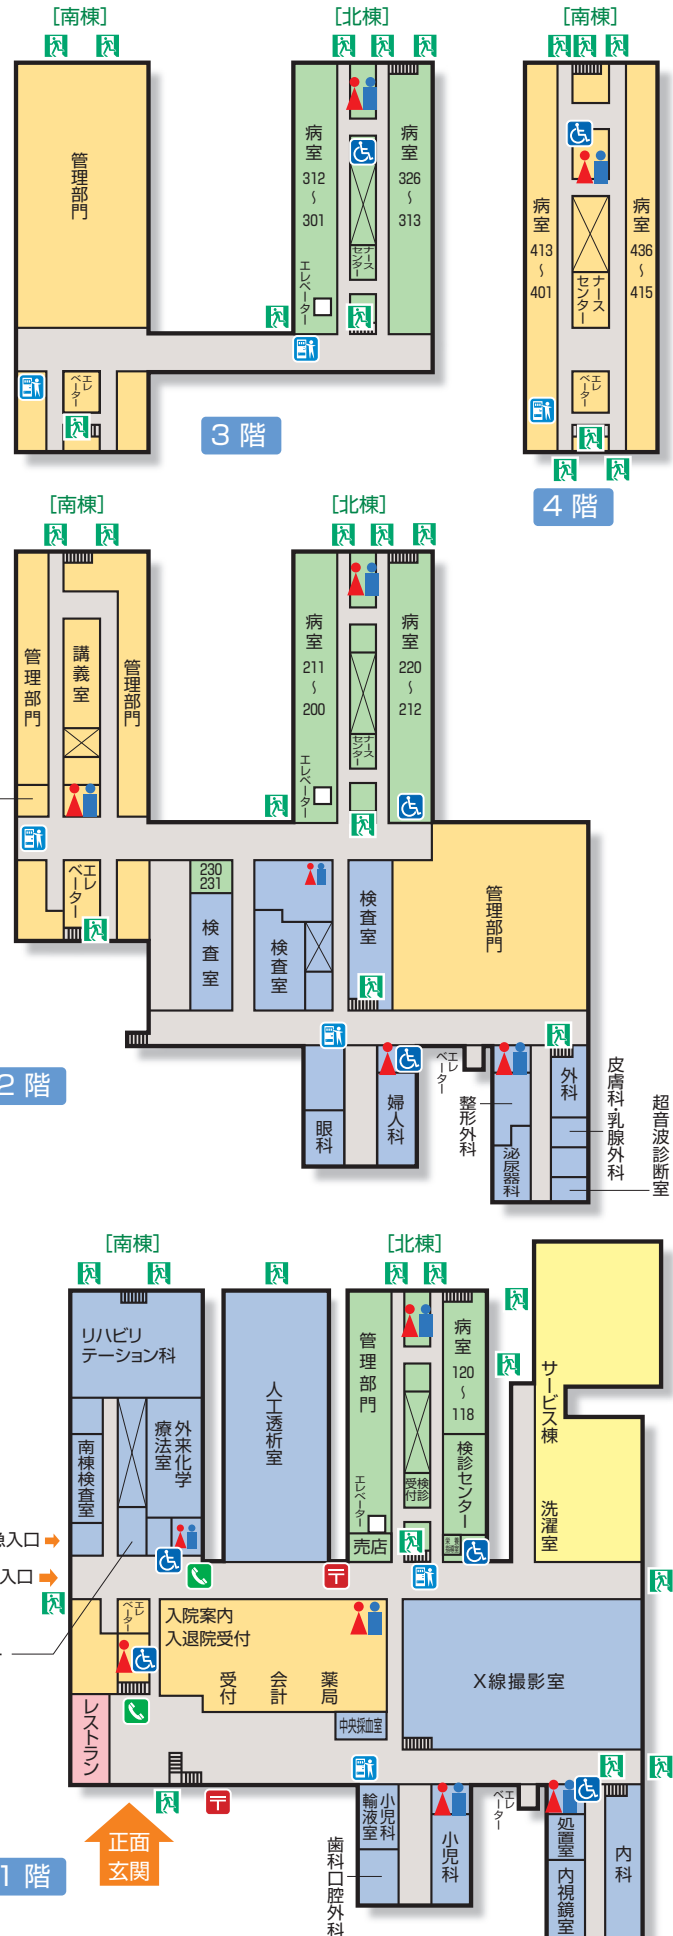 [南棟]
[北棟]
[南棟]
管理部門
病室
312
〜
301
病室
326
〜
313
エレベーター
ナースセンター
エレベーター
3 階
病室
413
〜
401
病室
436
〜
415
ナースセンター
エレベーター
4 階
[南棟]
[北棟]
管理部門
講義室
管理部門
エレベーター
病室
211
〜
200
病室
220
〜
212
エレベーター
ナースセンター
230
231
検査室
検査室
検査室
管理部門
2 階
眼科
婦人科
エレベーター
整形外科
泌尿器科
外科
皮膚科・乳腺外科
超音波診断室
[南棟]
[北棟]
リハビリ
テーション科
南棟検査室
外来化学
療法室
人工透析室
管理部門
エレベーター
売店
病室
120
〜
118
検診
受付
検診センター
サービス棟
洗濯室
急入口
入口
エレベーター
入院案内
入退院受付
受付
会計
薬局
中央採血室
X線撮影室
レストラン
正面
玄関
1 階
小児科
輸液室
小児科
歯科口腔外科
エレベーター
処置室
内視鏡室
内科